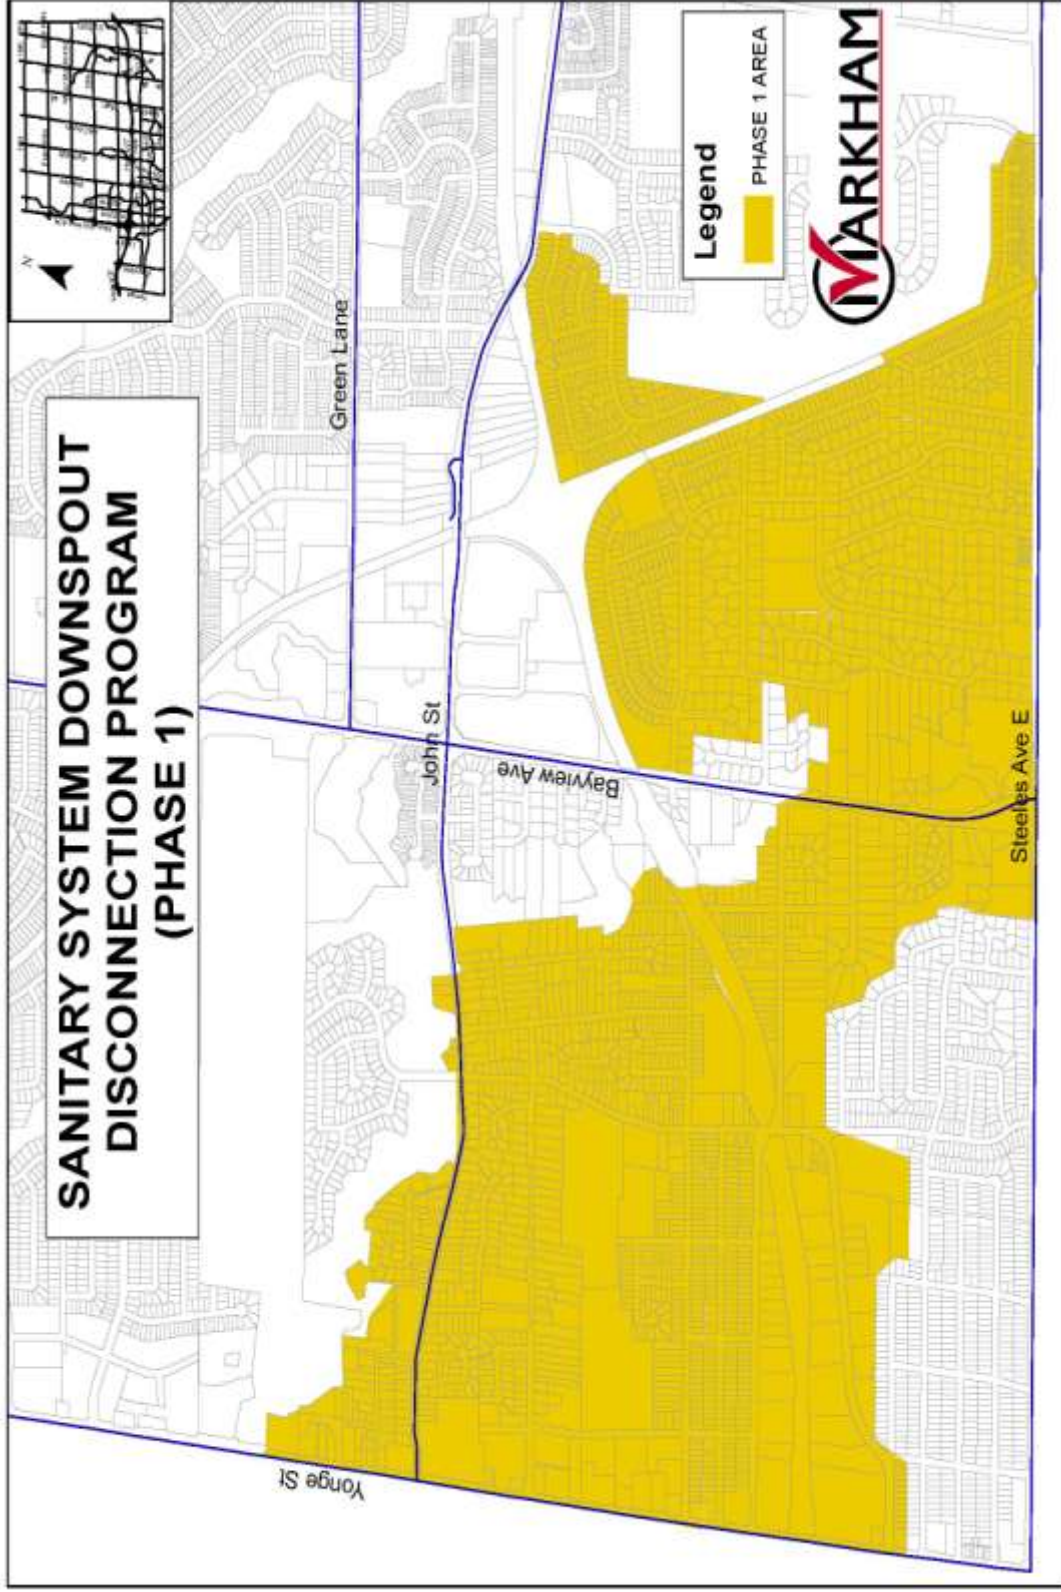 SANITARY SYSTEM DOWNSPOUT
DISCONNECTION PROGRAM
(PHASE 1)
N
Green Lane
John St
Bayview Ave
Yonge St
Steeles Ave E
Legend
PHASE 1 AREA
MARKHAM